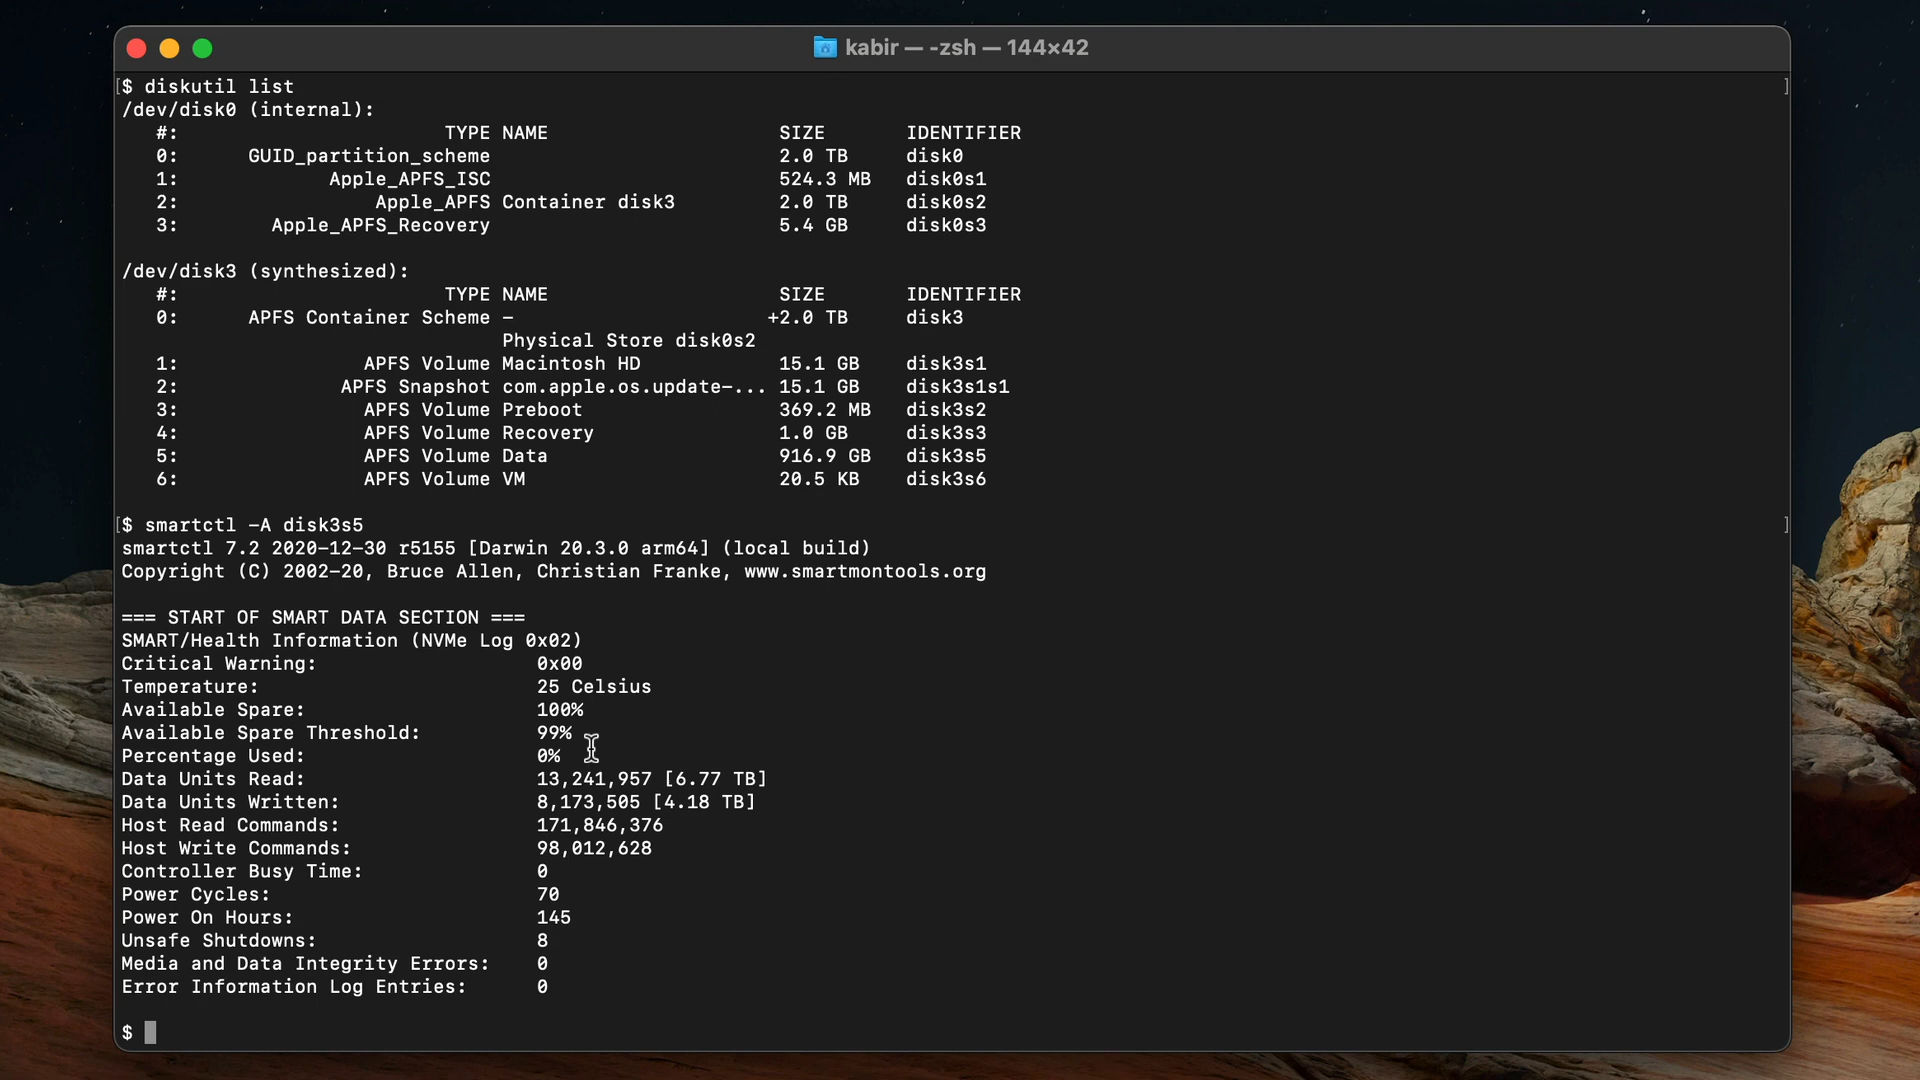 kabir — -zsh — 144×42
[$ diskutil list ]
/dev/disk0 (internal):
#: TYPE NAME SIZE IDENTIFIER
0: GUID_partition_scheme 2.0 TB disk0
1: Apple_APFS_ISC 524.3 MB disk0s1
2: Apple_APFS Container disk3 2.0 TB disk0s2
3: Apple_APFS_Recovery 5.4 GB disk0s3
/dev/disk3 (synthesized):
#: TYPE NAME SIZE IDENTIFIER
0: APFS Container Scheme - +2.0 TB disk3
Physical Store disk0s2
1: APFS Volume Macintosh HD 15.1 GB disk3s1
2: APFS Snapshot com.apple.os.update-... 15.1 GB disk3s1s1
3: APFS Volume Preboot 369.2 MB disk3s2
4: APFS Volume Recovery 1.0 GB disk3s3
5: APFS Volume Data 916.9 GB disk3s5
6: APFS Volume VM 20.5 KB disk3s6
[$ smartctl -A disk3s5 ]
smartctl 7.2 2020-12-30 r5155 [Darwin 20.3.0 arm64] (local build)
Copyright (C) 2002-20, Bruce Allen, Christian Franke, www.smartmontools.org
=== START OF SMART DATA SECTION ===
SMART/Health Information (NVMe Log 0x02)
Critical Warning: 0x00
Temperature: 25 Celsius
Available Spare: 100%
Available Spare Threshold: 99%
Percentage Used: 0%
Data Units Read: 13,241,957 [6.77 TB]
Data Units Written: 8,173,505 [4.18 TB]
Host Read Commands: 171,846,376
Host Write Commands: 98,012,628
Controller Busy Time: 0
Power Cycles: 70
Power On Hours: 145
Unsafe Shutdowns: 8
Media and Data Integrity Errors: 0
Error Information Log Entries: 0
$